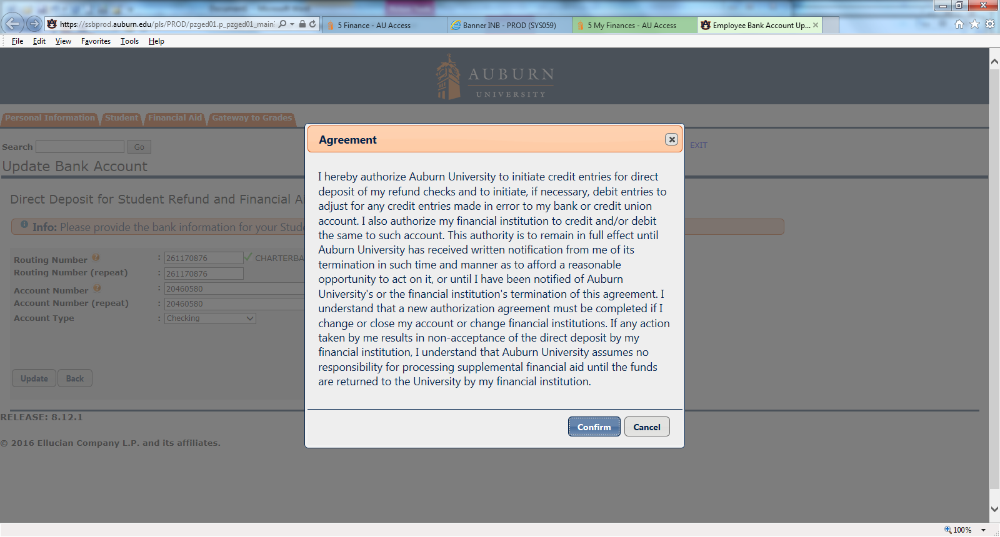 https://ssbprod.auburn.edu/pls/PROD/pzged01.p_pzged01_main
5 Finance - AU Access
Banner INB - PROD (SYS059)
5 My Finances - AU Access
Employee Bank Account Up...
File Edit View Favorites Tools Help
AUBURN
UNIVERSITY
Personal Information
Student
Financial Aid
Gateway to Grades
Search
Go
EXIT
Update Bank Account
Direct Deposit for Student Refund and Financial Ai
Info: Please provide the bank information for your Stude
Routing Number : 261170876 CHARTERBA
Routing Number (repeat) : 261170876
Account Number : 20460580
Account Number (repeat) : 20460580
Account Type : Checking
Update Back
RELEASE: 8.12.1
© 2016 Ellucian Company L.P. and its affiliates.
Agreement
I hereby authorize Auburn University to initiate credit entries for direct
deposit of my refund checks and to initiate, if necessary, debit entries to
adjust for any credit entries made in error to my bank or credit union
account. I also authorize my financial institution to credit and/or debit
the same to such account. This authority is to remain in full effect until
Auburn University has received written notification from me of its
termination in such time and manner as to afford a reasonable
opportunity to act on it, or until I have been notified of Auburn
University's or the financial institution's termination of this agreement. I
understand that a new authorization agreement must be completed if I
change or close my account or change financial institutions. If any action
taken by me results in non-acceptance of the direct deposit by my
financial institution, I understand that Auburn University assumes no
responsibility for processing supplemental financial aid until the funds
are returned to the University by my financial institution.
Confirm Cancel
100%